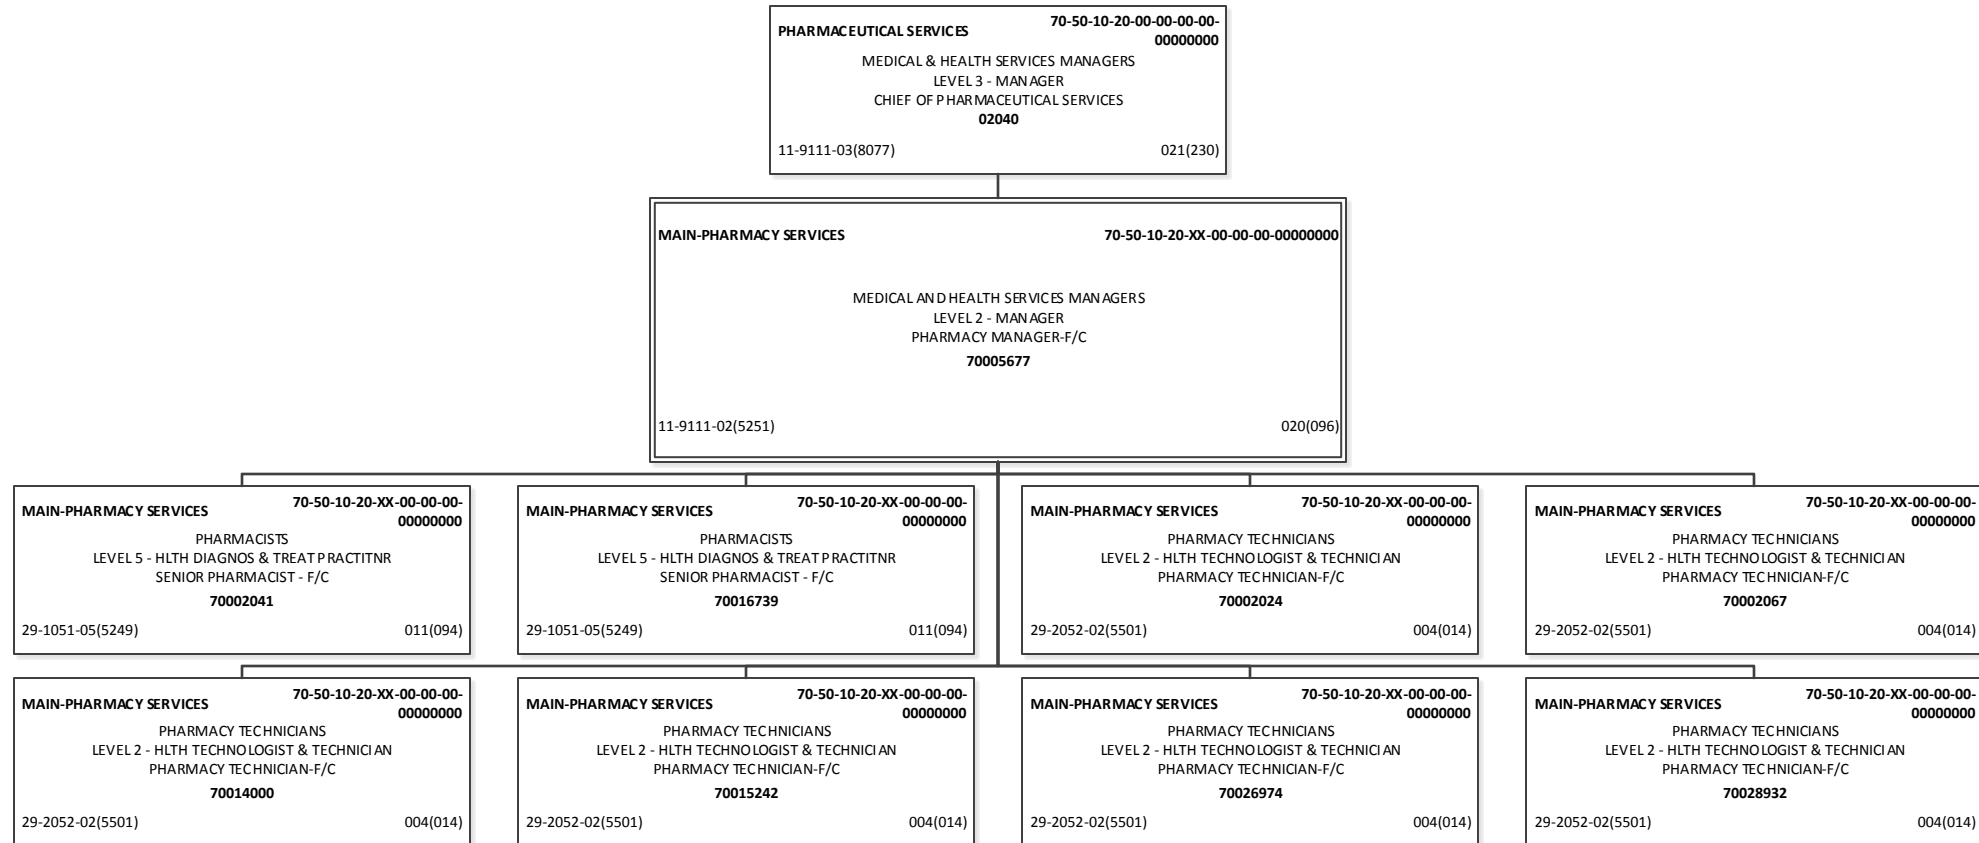 PHARMACEUTICAL SERVICES
70-50-10-20-00-00-00-00-
00000000
MEDICAL & HEALTH SERVICES MANAGERS
LEVEL 3 - MANAGER
CHIEF OF PHARMACEUTICAL SERVICES
02040
11-9111-03(8077)
021(230)
MAIN-PHARMACY SERVICES
70-50-10-20-XX-00-00-00-00000000
MEDICAL AND HEALTH SERVICES MANAGERS
LEVEL 2 - MANAGER
PHARMACY MANAGER-F/C
70005677
11-9111-02(5251)
020(096)
MAIN-PHARMACY SERVICES
70-50-10-20-XX-00-00-00-
00000000
PHARMACISTS
LEVEL 5 - HLTH DIAGNOS & TREAT PRACTITNR
SENIOR PHARMACIST - F/C
70002041
29-1051-05(5249)
011(094)
MAIN-PHARMACY SERVICES
70-50-10-20-XX-00-00-00-
00000000
PHARMACISTS
LEVEL 5 - HLTH DIAGNOS & TREAT PRACTITNR
SENIOR PHARMACIST - F/C
70016739
29-1051-05(5249)
011(094)
MAIN-PHARMACY SERVICES
70-50-10-20-XX-00-00-00-
00000000
PHARMACY TECHNICIANS
LEVEL 2 - HLTH TECHNOLOGIST & TECHNICIAN
PHARMACY TECHNICIAN-F/C
70002024
29-2052-02(5501)
004(014)
MAIN-PHARMACY SERVICES
70-50-10-20-XX-00-00-00-
00000000
PHARMACY TECHNICIANS
LEVEL 2 - HLTH TECHNOLOGIST & TECHNICIAN
PHARMACY TECHNICIAN-F/C
70002067
29-2052-02(5501)
004(014)
MAIN-PHARMACY SERVICES
70-50-10-20-XX-00-00-00-
00000000
PHARMACY TECHNICIANS
LEVEL 2 - HLTH TECHNOLOGIST & TECHNICIAN
PHARMACY TECHNICIAN-F/C
70014000
29-2052-02(5501)
004(014)
MAIN-PHARMACY SERVICES
70-50-10-20-XX-00-00-00-
00000000
PHARMACY TECHNICIANS
LEVEL 2 - HLTH TECHNOLOGIST & TECHNICIAN
PHARMACY TECHNICIAN-F/C
70015242
29-2052-02(5501)
004(014)
MAIN-PHARMACY SERVICES
70-50-10-20-XX-00-00-00-
00000000
PHARMACY TECHNICIANS
LEVEL 2 - HLTH TECHNOLOGIST & TECHNICIAN
PHARMACY TECHNICIAN-F/C
70026974
29-2052-02(5501)
004(014)
MAIN-PHARMACY SERVICES
70-50-10-20-XX-00-00-00-
00000000
PHARMACY TECHNICIANS
LEVEL 2 - HLTH TECHNOLOGIST & TECHNICIAN
PHARMACY TECHNICIAN-F/C
70028932
29-2052-02(5501)
004(014)